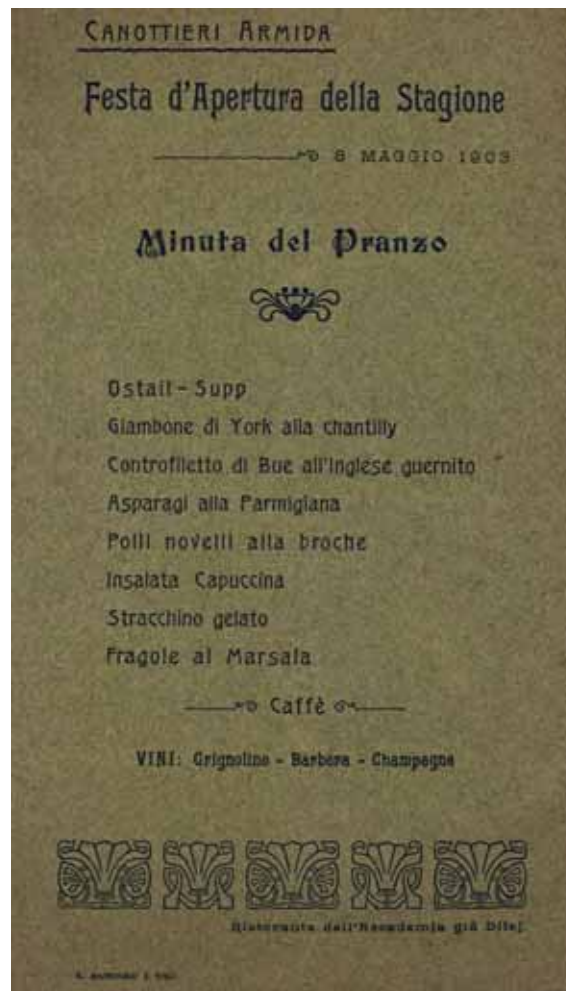 CANOTTIERI ARMIDA
Festa d'Apertura della Stagione
8 MAGGIO 1903
Minuta del Pranzo
Ostail - Supp
Giambone di York alla chantilly
Controfiletto di Bue all'Inglese guernito
Asparagi alla Parmigiana
Polli novelli alla broche
Insalata Capuccina
Stracchino gelato
Fragole al Marsala
Caffè
VINI: Grignolino - Barbera - Champagne
Ristorante dell'Accademia già Dilej